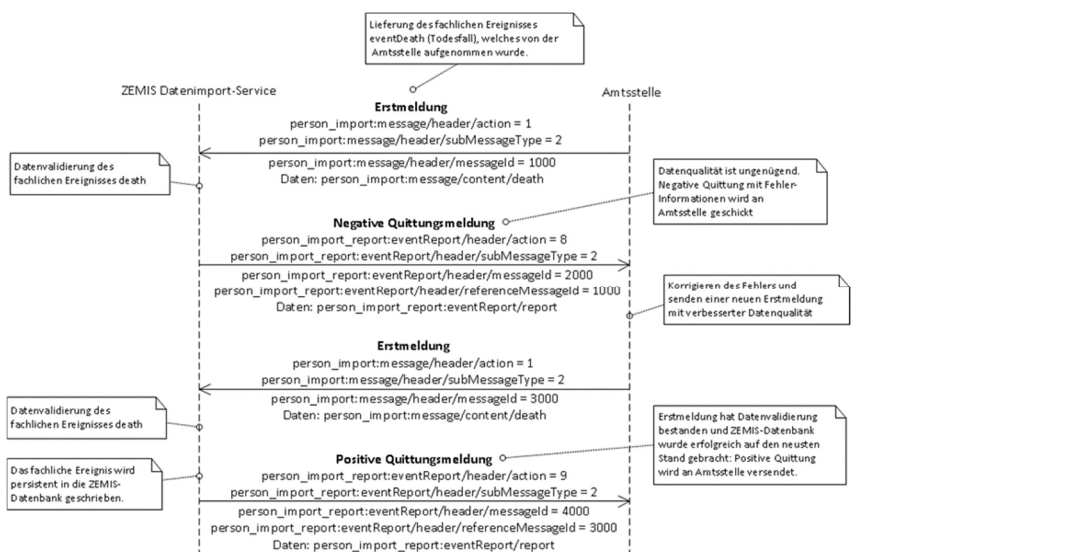 Lieferung des fachlichen Ereignisses
eventDeath (Todesfall), welches von der
Amtsstelle aufgenommen wurde.
ZEMIS Datenimport-Service
Amtsstelle
Erstmeldung
person_import:message/header/action = 1
person_import:message/header/subMessageType = 2
person_import:message/header/messageId = 1000
Daten: person_import:message/content/death
Datenvalidierung des
fachlichen Ereignisses death
Datenqualität ist ungenügend.
Negative Quittung mit Fehler-
Informationen wird an
Amtsstelle geschickt
Negative Quittungsmeldung
person_import_report:eventReport/header/action = 8
person_import_report:eventReport/header/subMessageType = 2
person_import_report:eventReport/header/messageId = 2000
person_import_report:eventReport/header/referenceMessageId = 1000
Daten: person_import_report:eventReport/report
Korrigieren des Fehlers und
senden einer neuen Erstmeldung
mit verbesserter Datenqualität
Erstmeldung
person_import:message/header/action = 1
person_import:message/header/subMessageType = 2
person_import:message/header/messageId = 3000
Daten: person_import:message/content/death
Datenvalidierung des
fachlichen Ereignisses death
Erstmeldung hat Datenvalidierung
bestanden und ZEMIS-Datenbank
wurde erfolgreich auf den neusten
Stand gebracht: Positive Quittung
wird an Amtsstelle versendet.
Das fachliche Ereignis wird
persistent in die ZEMIS-
Datenbank geschrieben.
Positive Quittungsmeldung
person_import_report:eventReport/header/action = 9
person_import_report:eventReport/header/subMessageType = 2
person_import_report:eventReport/header/messageId = 4000
person_import_report:eventReport/header/referenceMessageId = 3000
Daten: person_import_report:eventReport/report